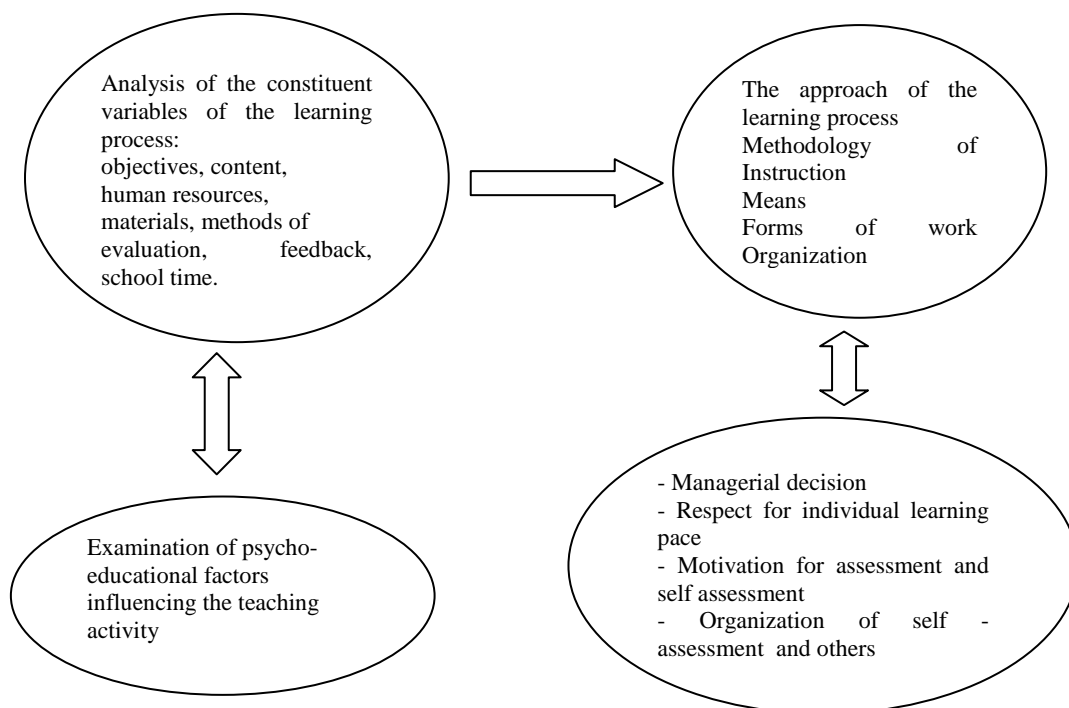 Analysis of the constituent
variables of the learning
process:
objectives, content,
human resources,
materials, methods of
evaluation, feedback,
school time.
The approach of the
learning process
Methodology of
Instruction
Means
Forms of work
Organization
Examination of psycho-
educational factors
influencing the teaching
activity
- Managerial decision
- Respect for individual learning
pace
- Motivation for assessment and
self assessment
- Organization of self -
assessment and others